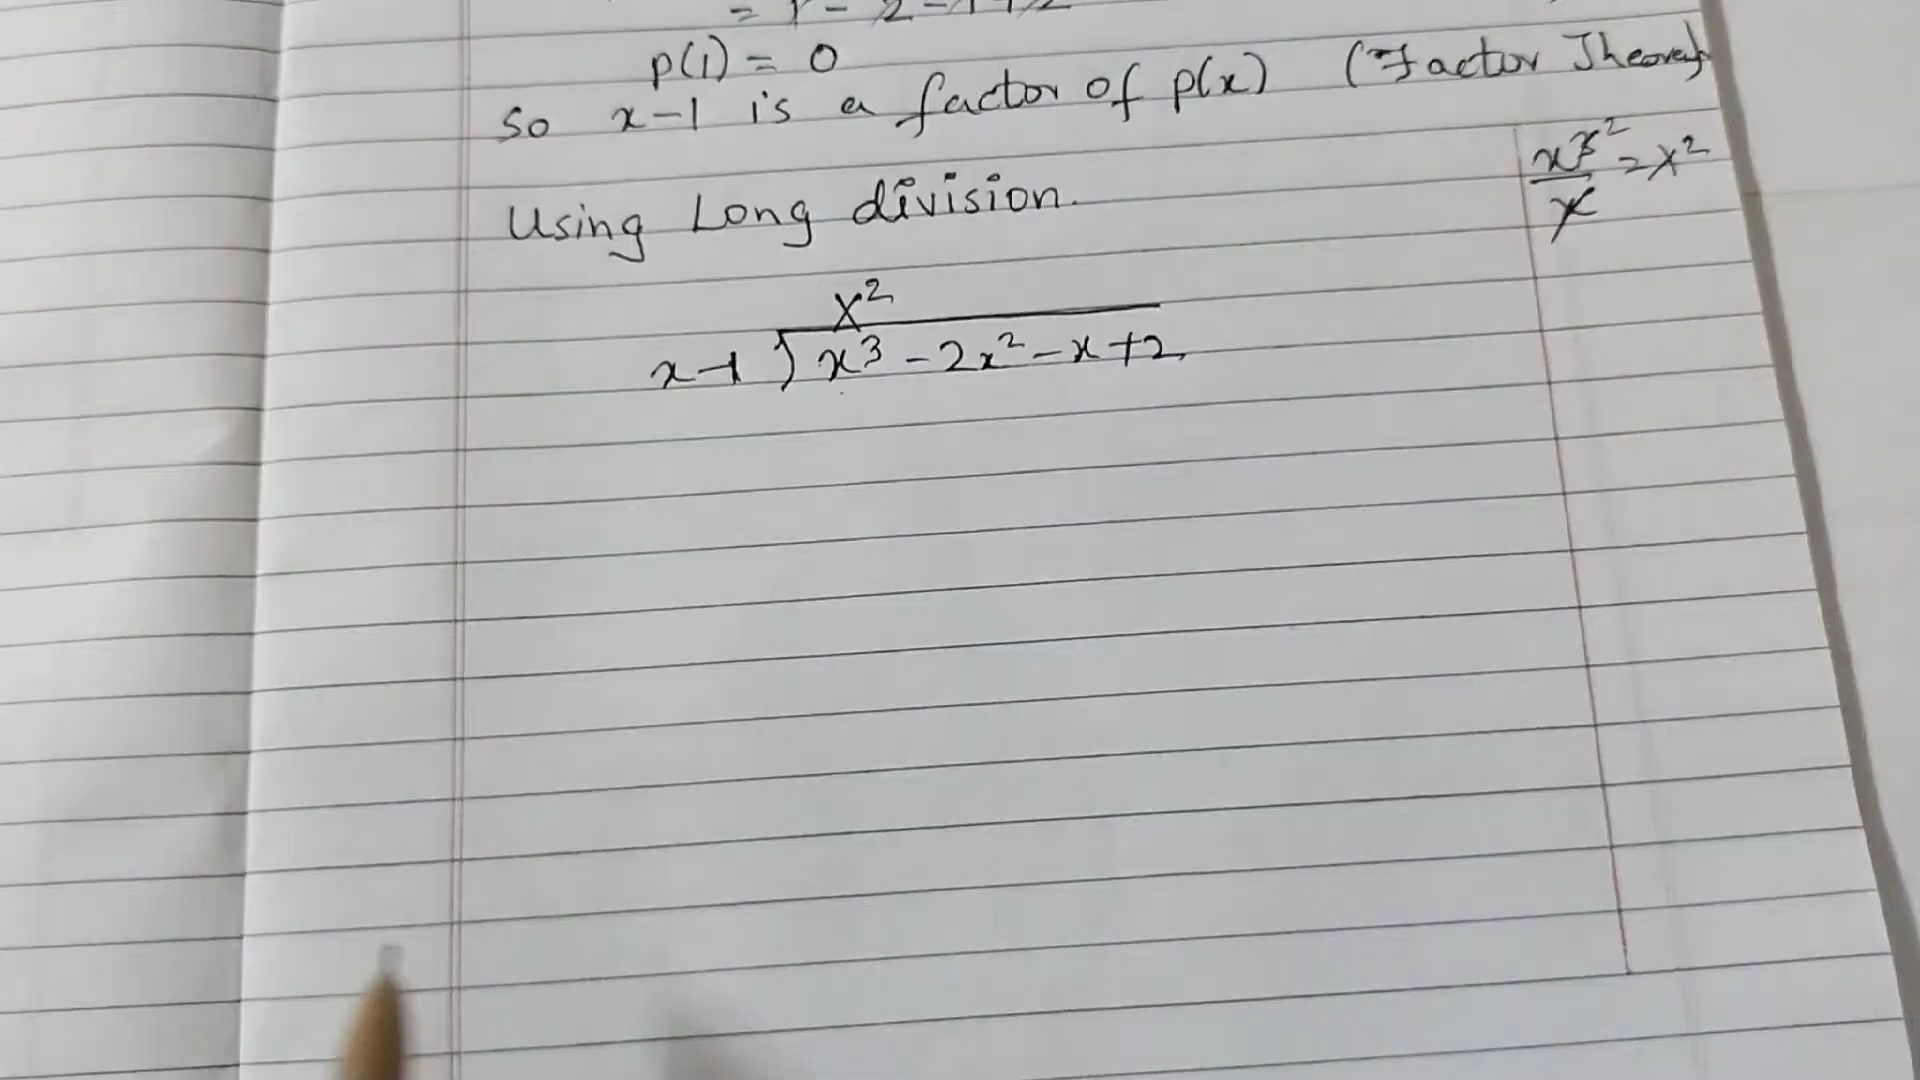 p(1) = 0
So x-1 is a factor of p(x) (Factor Theorem)
x³ ² = x²
x
Using Long division.
x²
x-1 ) x³ - 2x² - x + 2